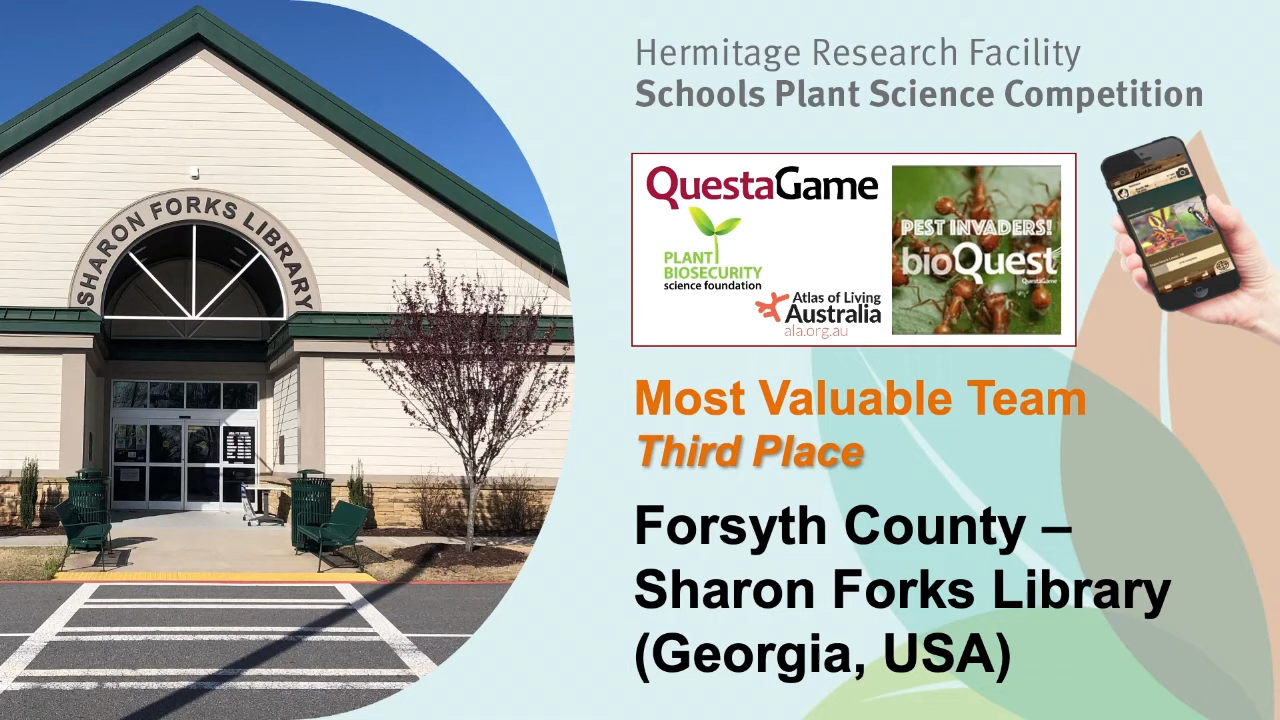 SHARON FORKS LIBRARY
Hermitage Research Facility
Schools Plant Science Competition
QuestaGame
PLANT
BIOSECURITY
science foundation
Atlas of Living
Australia
ala.org.au
PEST INVADERS!
bioQuest
QuestaGame
Most Valuable Team
Third Place
Forsyth County –
Sharon Forks Library
(Georgia, USA)